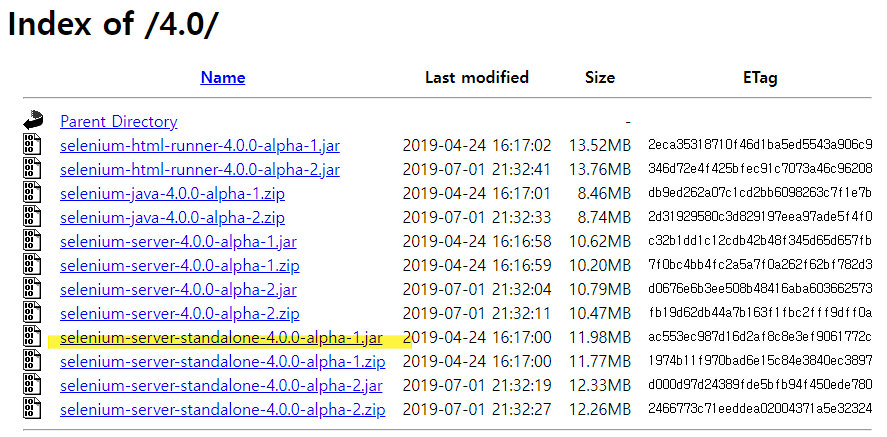 Index of /4.0/
Name Last modified Size ETag
Parent Directory -
selenium-html-runner-4.0.0-alpha-1.jar 2019-04-24 16:17:02 13.52MB 2eca35318710f46d1ba5ed5543a906c9
selenium-html-runner-4.0.0-alpha-2.jar 2019-07-01 21:32:41 13.76MB 346d72e4f425bfec91c7073a46c96208
selenium-java-4.0.0-alpha-1.zip 2019-04-24 16:17:01 8.46MB db9ed262a07c1cd2bb6098263c7f1e7b
selenium-java-4.0.0-alpha-2.zip 2019-07-01 21:32:33 8.74MB 2d31929580c3d829197eea97ade5f4f0
selenium-server-4.0.0-alpha-1.jar 2019-04-24 16:16:58 10.62MB c32b1dd1c12cdb42b48f345d65d657fb
selenium-server-4.0.0-alpha-1.zip 2019-04-24 16:16:59 10.20MB 7f0bc4bb4fc2a5a7f0a262f62bf782d3
selenium-server-4.0.0-alpha-2.jar 2019-07-01 21:32:04 10.79MB d0676e6b3ee508b48416aba603662573
selenium-server-4.0.0-alpha-2.zip 2019-07-01 21:32:11 10.47MB fb19d62db44a7b163f1fbc2fff9dff0a
selenium-server-standalone-4.0.0-alpha-1.jar 2019-04-24 16:17:00 11.98MB ac553ec987d16d2af8c8e3ef9061772c
selenium-server-standalone-4.0.0-alpha-1.zip 2019-04-24 16:17:00 11.77MB 1974b11f970bad6e15c84e3840ec3897
selenium-server-standalone-4.0.0-alpha-2.jar 2019-07-01 21:32:19 12.33MB d000d97d24389fde5bfb94f450ede780
selenium-server-standalone-4.0.0-alpha-2.zip 2019-07-01 21:32:27 12.26MB 2466773c71eeddea02004371a5e32324